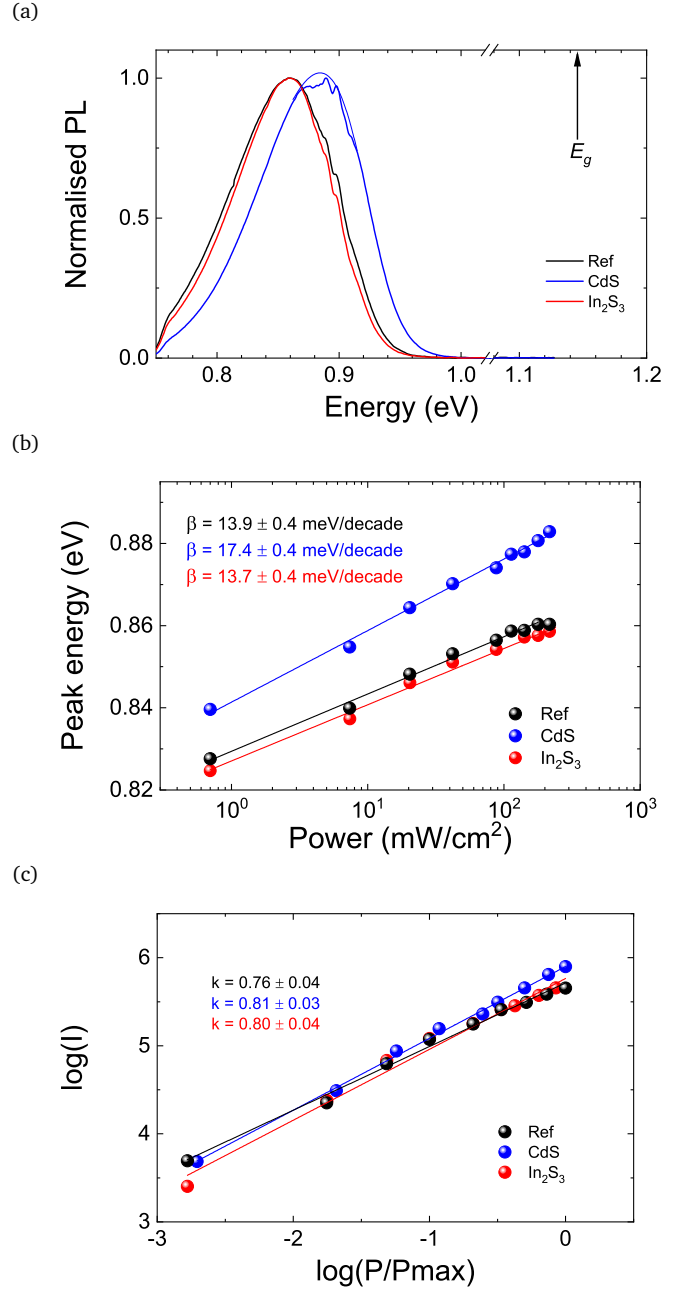 (a)
1.0
0.5
0.0
Normalised PL
E_g
Ref
CdS
In₂S₃
0.8 0.9 1.0 1.1 1.2
Energy (eV)
(b)
β = 13.9 ± 0.4 meV/decade
β = 17.4 ± 0.4 meV/decade
β = 13.7 ± 0.4 meV/decade
0.88
0.86
0.84
0.82
Peak energy (eV)
Ref
CdS
In₂S₃
10⁰ 10¹ 10² 10³
Power (mW/cm²)
(c)
k = 0.76 ± 0.04
k = 0.81 ± 0.03
k = 0.80 ± 0.04
6
5
4
3
log(I)
Ref
CdS
In₂S₃
-3 -2 -1 0
log(P/Pmax)